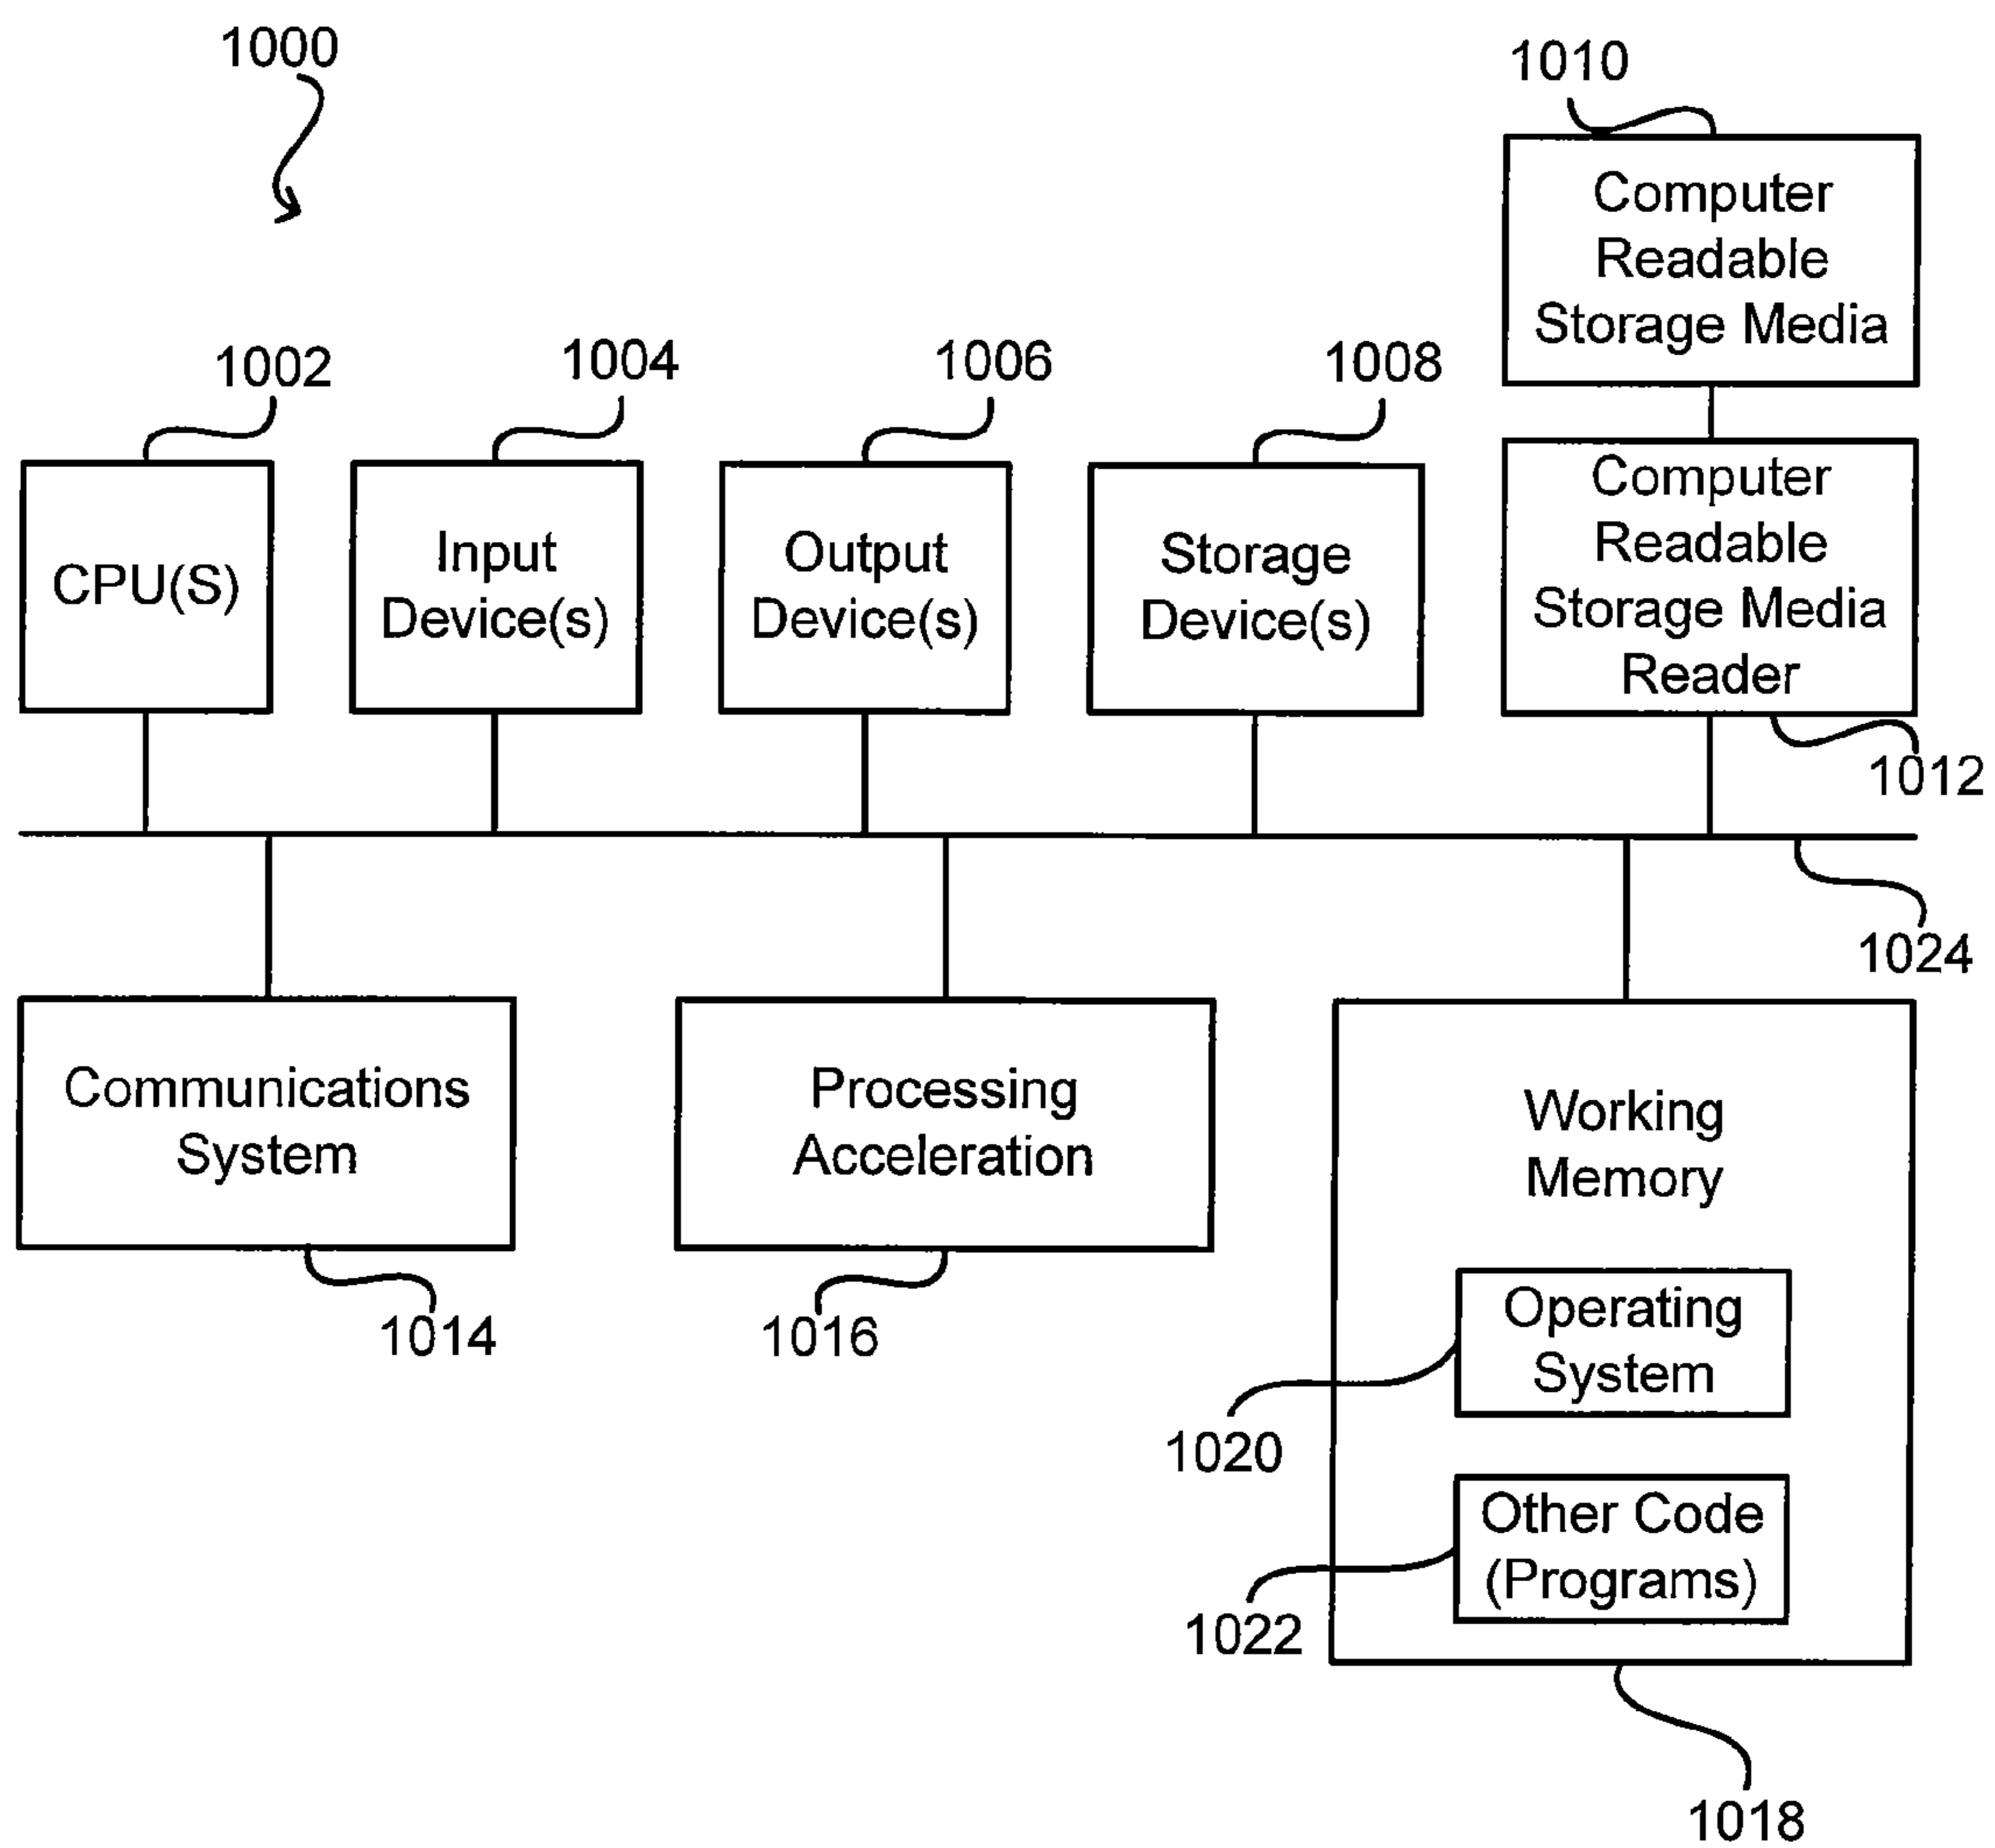 1000
1010
Computer
Readable
Storage Media
1002
1004
1006
1008
CPU(S)
Input
Device(s)
Output
Device(s)
Storage
Device(s)
Computer
Readable
Storage Media
Reader
1012
1024
Communications
System
1014
Processing
Acceleration
1016
Working
Memory
Operating
System
1020
Other Code
(Programs)
1022
1018